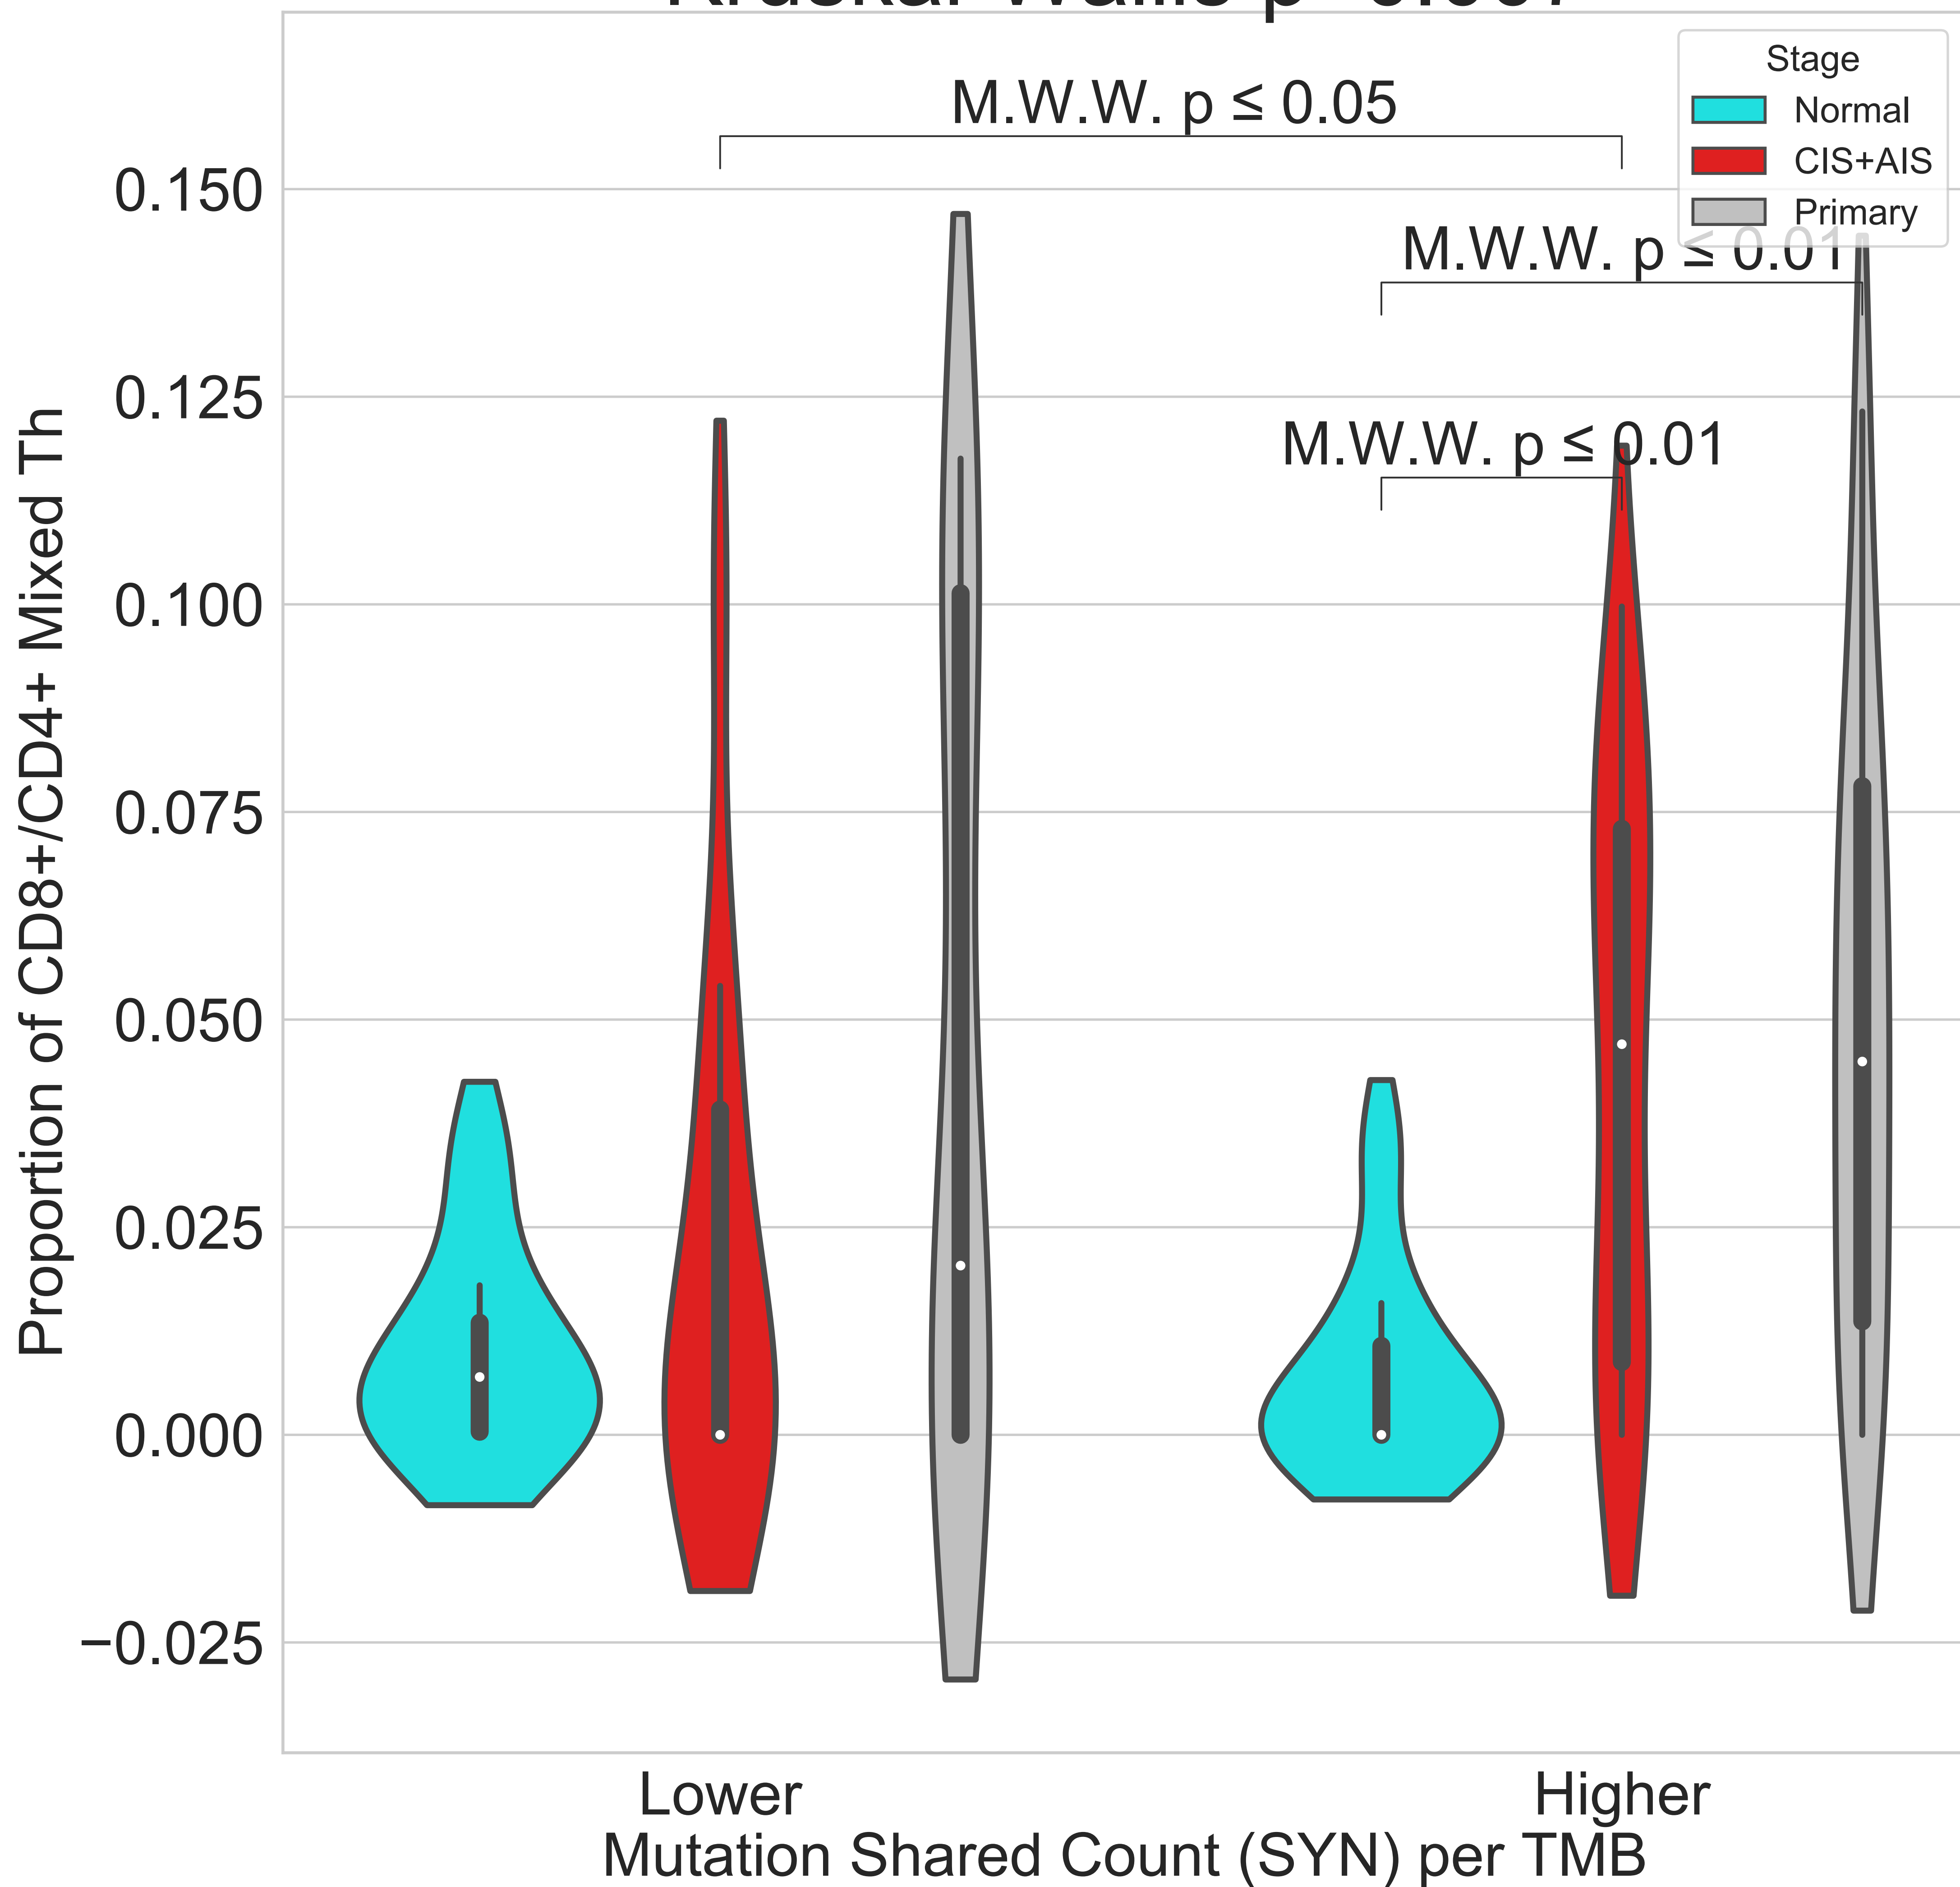 Stage
Normal
CIS+AIS
Primary
M.W.W. p ≤ 0.05
M.W.W. p ≤ 0.01
M.W.W. p ≤ 0.01
0.150
0.125
0.100
0.075
0.050
0.025
0.000
−0.025
Proportion of CD8+/CD4+ Mixed Th
Lower
Higher
Mutation Shared Count (SYN) per TMB